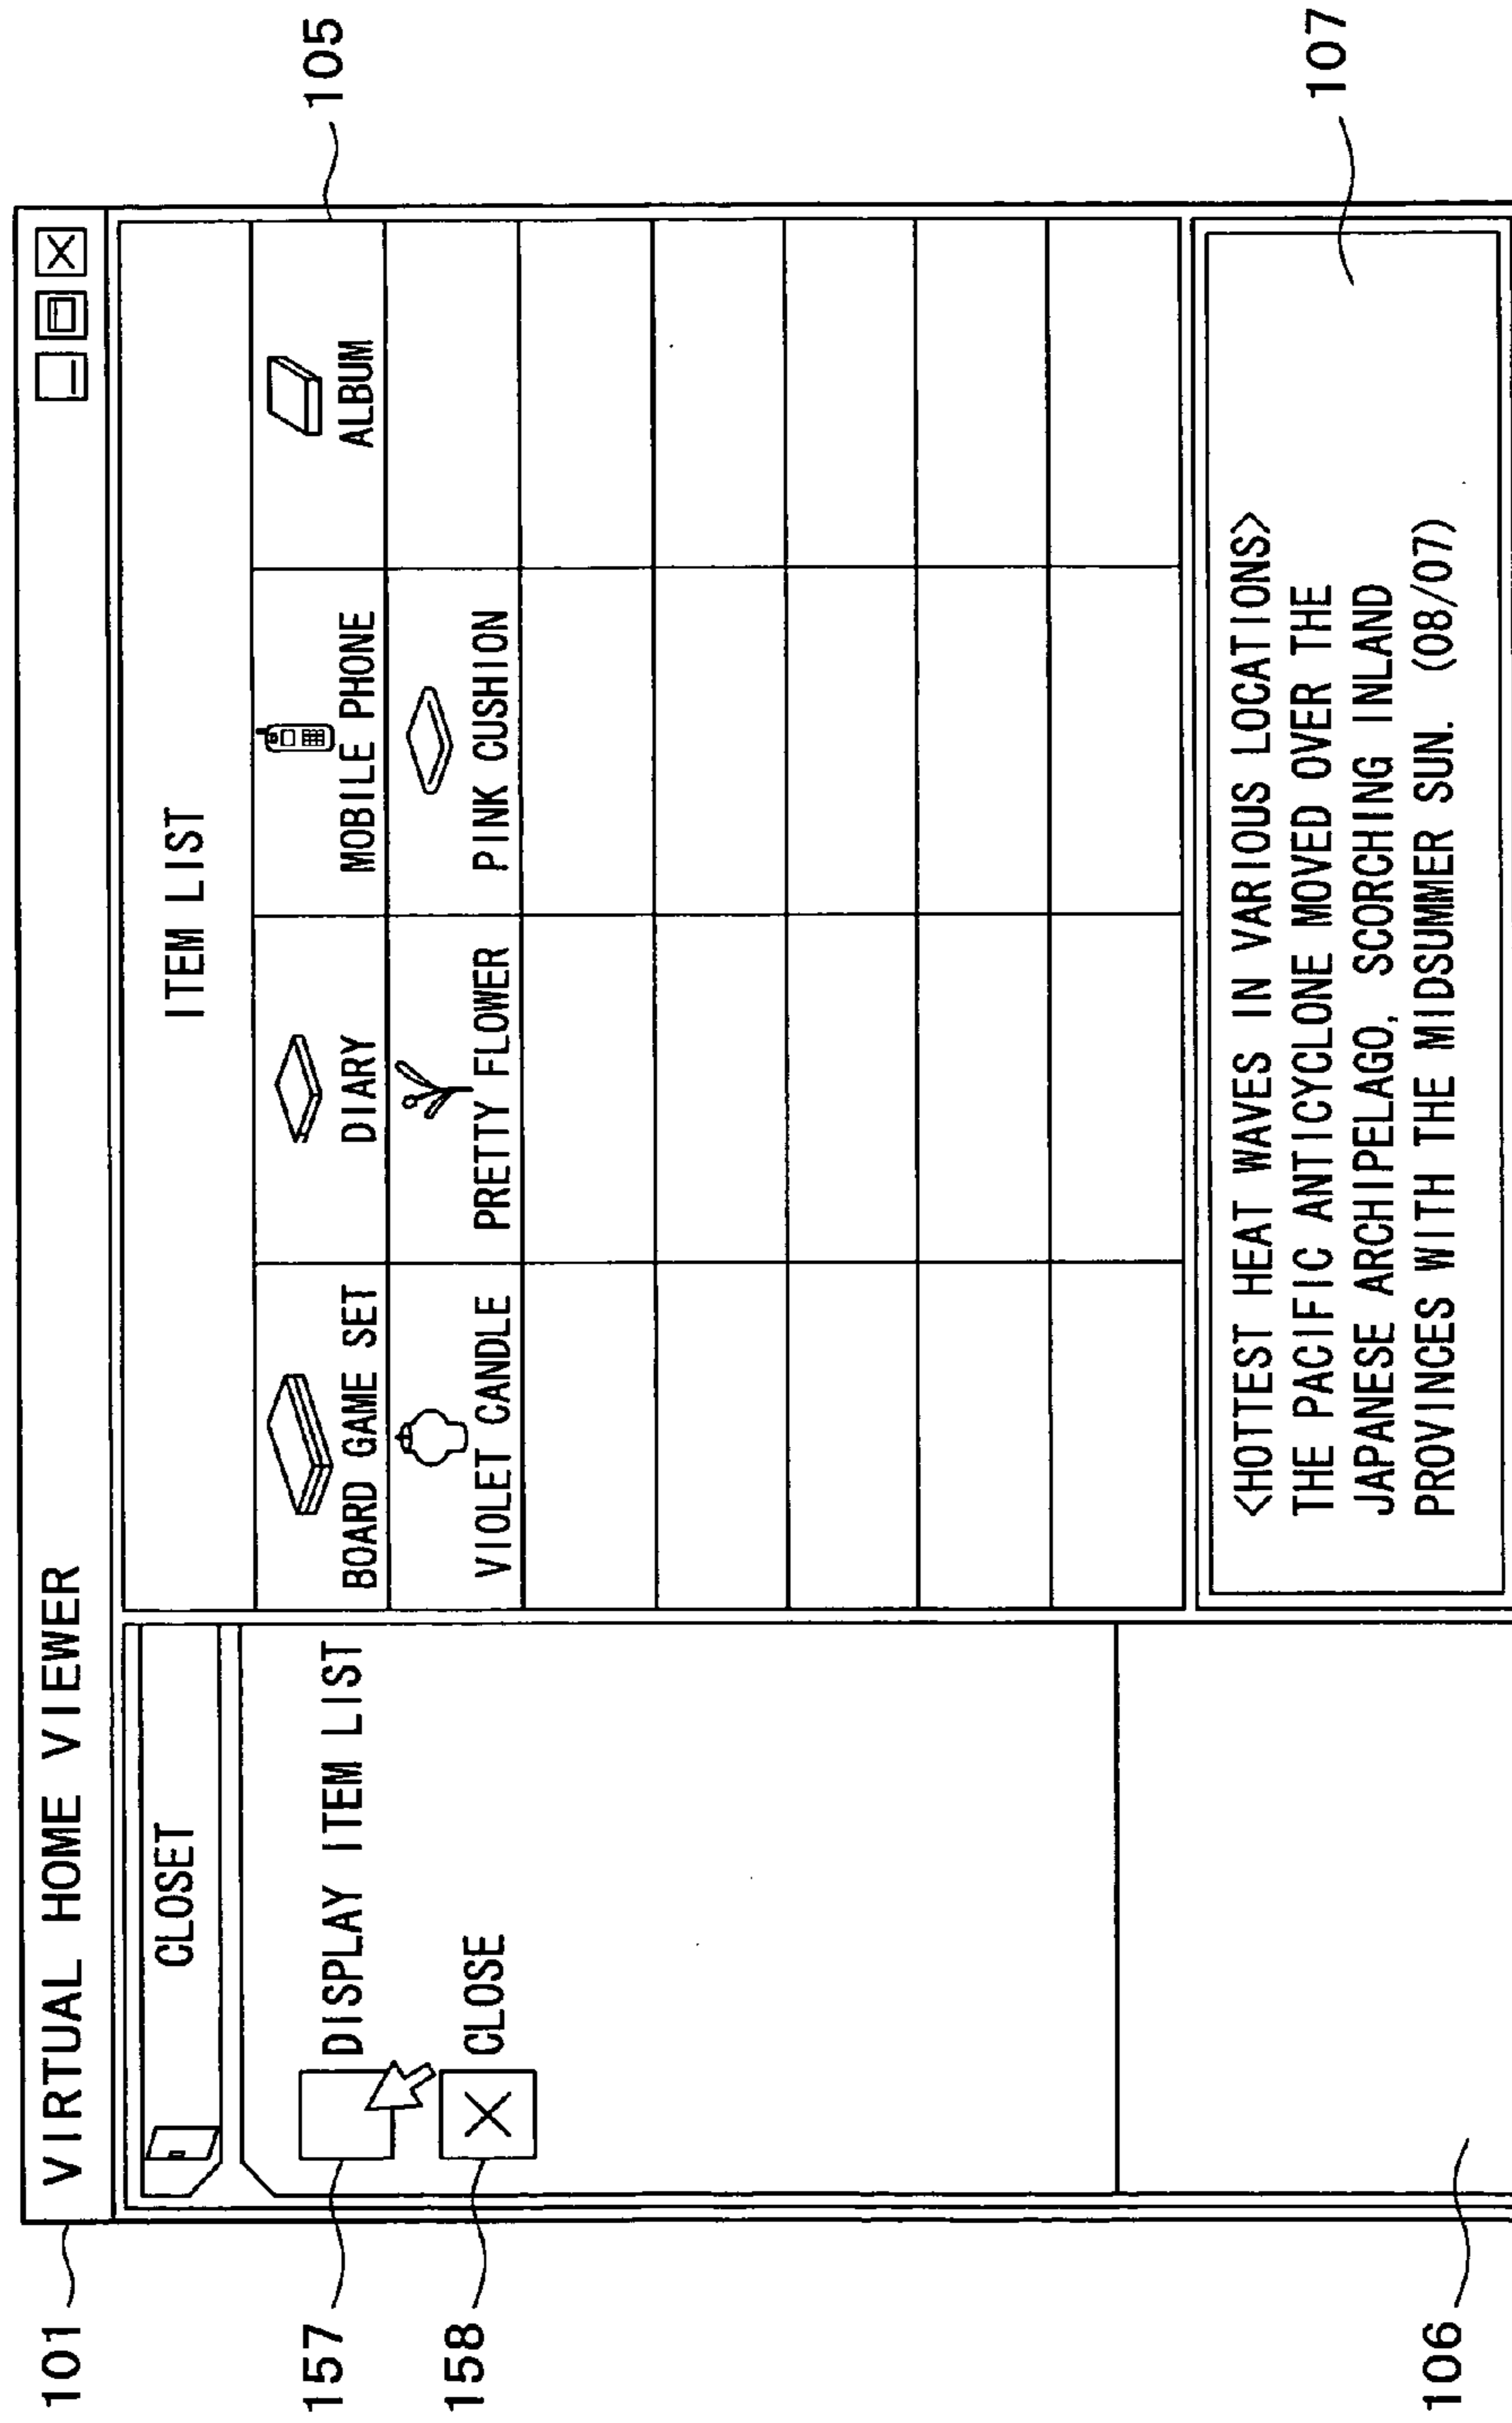 101
VIRTUAL HOME VIEWER
CLOSET
157
DISPLAY ITEM LIST
158
CLOSE
106
105
ITEM LIST
BOARD GAME SET
DIARY
MOBILE PHONE
ALBUM
VIOLET CANDLE
PRETTY FLOWER
PINK CUSHION
107
<HOTTEST HEAT WAVES IN VARIOUS LOCATIONS>
THE PACIFIC ANTICYCLONE MOVED OVER THE
JAPANESE ARCHIPELAGO, SCORCHING INLAND
PROVINCES WITH THE MIDSUMMER SUN. (08/07)